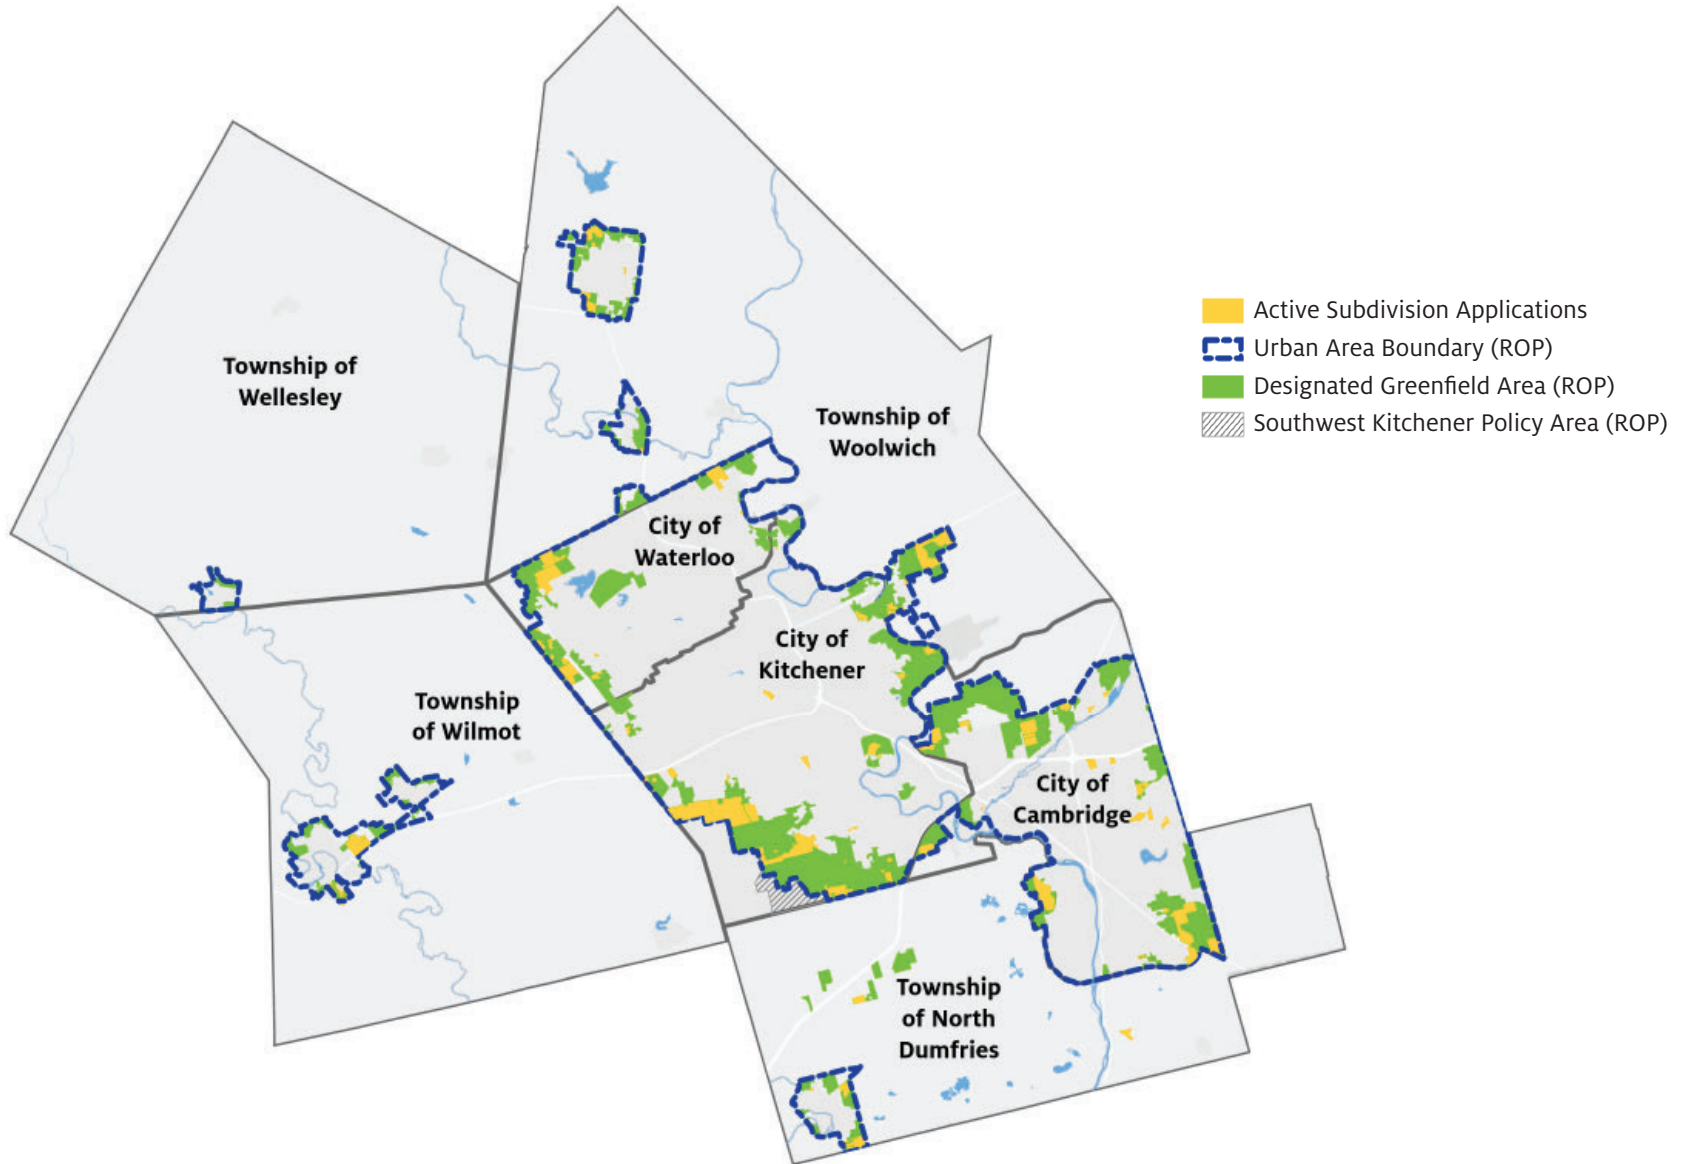 Township of
Wellesley
Township of
Woolwich
City of
Waterloo
City of
Kitchener
Township
of Wilmot
City of
Cambridge
Township
of North
Dumfries
Active Subdivision Applications
Urban Area Boundary (ROP)
Designated Greenfield Area (ROP)
Southwest Kitchener Policy Area (ROP)